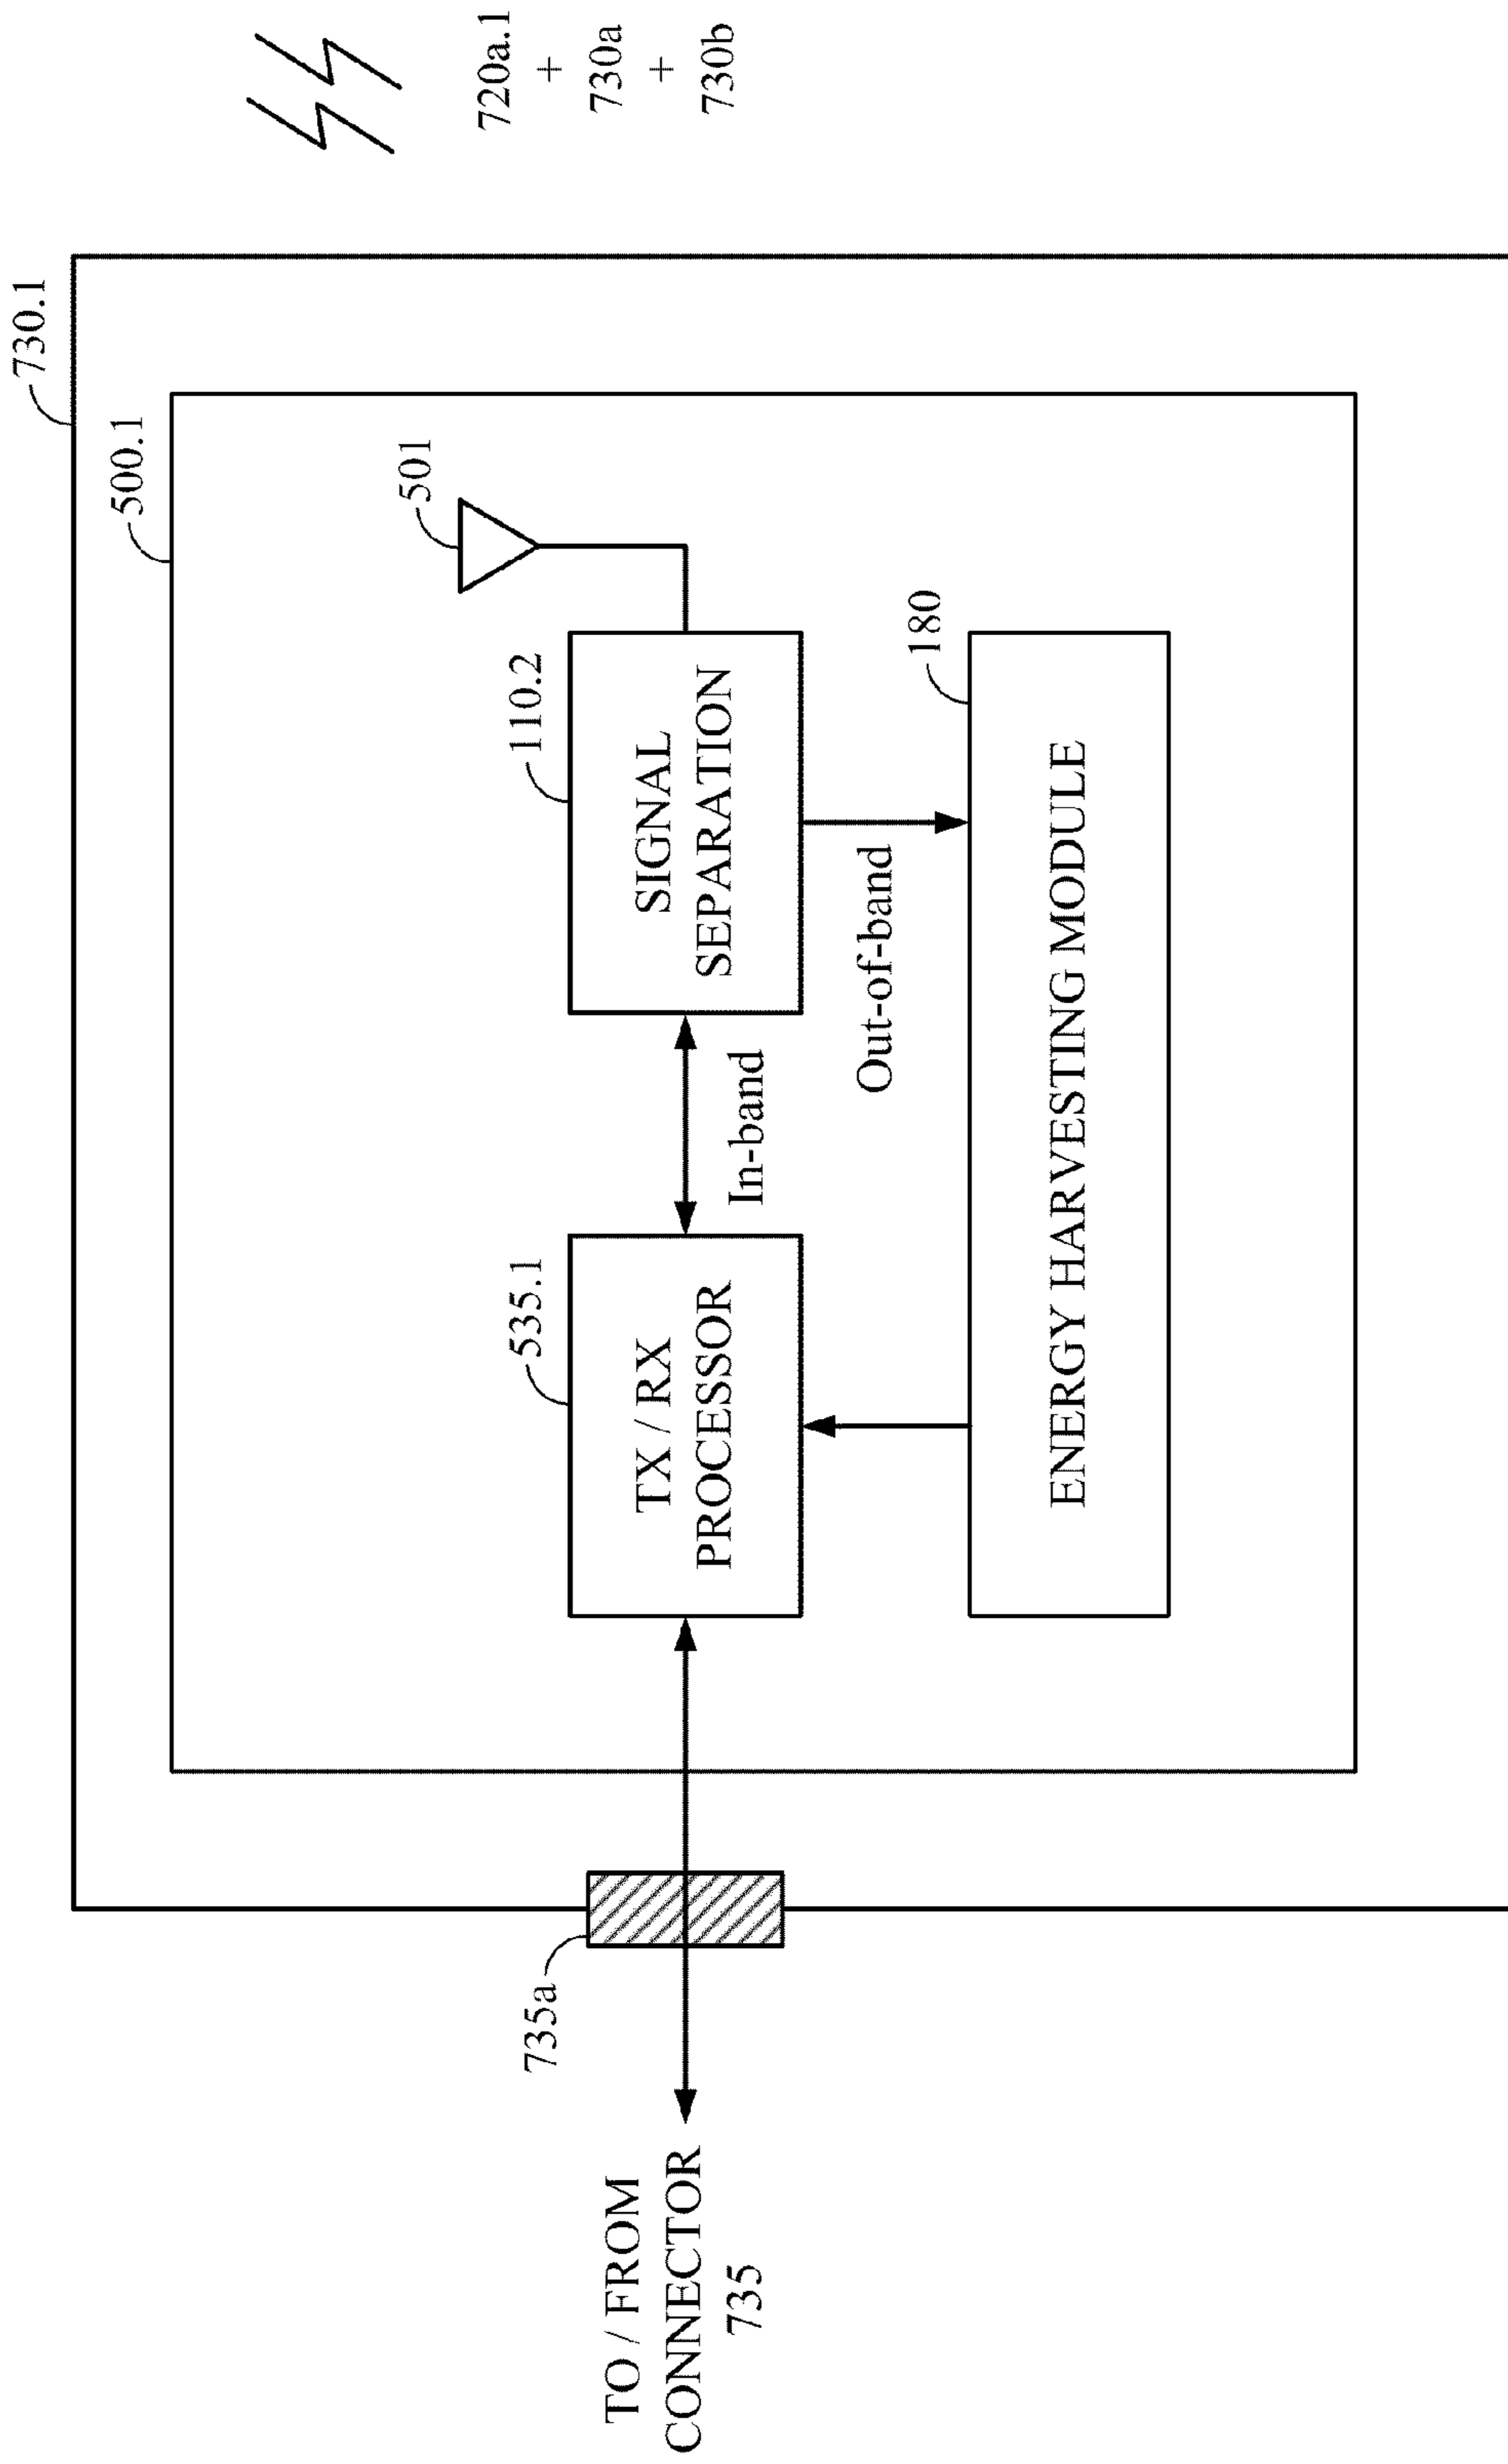 730.1
500.1
720a.1
+
730a
+
730b
501
110.2
SIGNAL
SEPARATION
535.1
TX / RX
PROCESSOR
In-band
Out-of-band
180
ENERGY HARVESTING MODULE
735a
TO / FROM
CONNECTOR
735